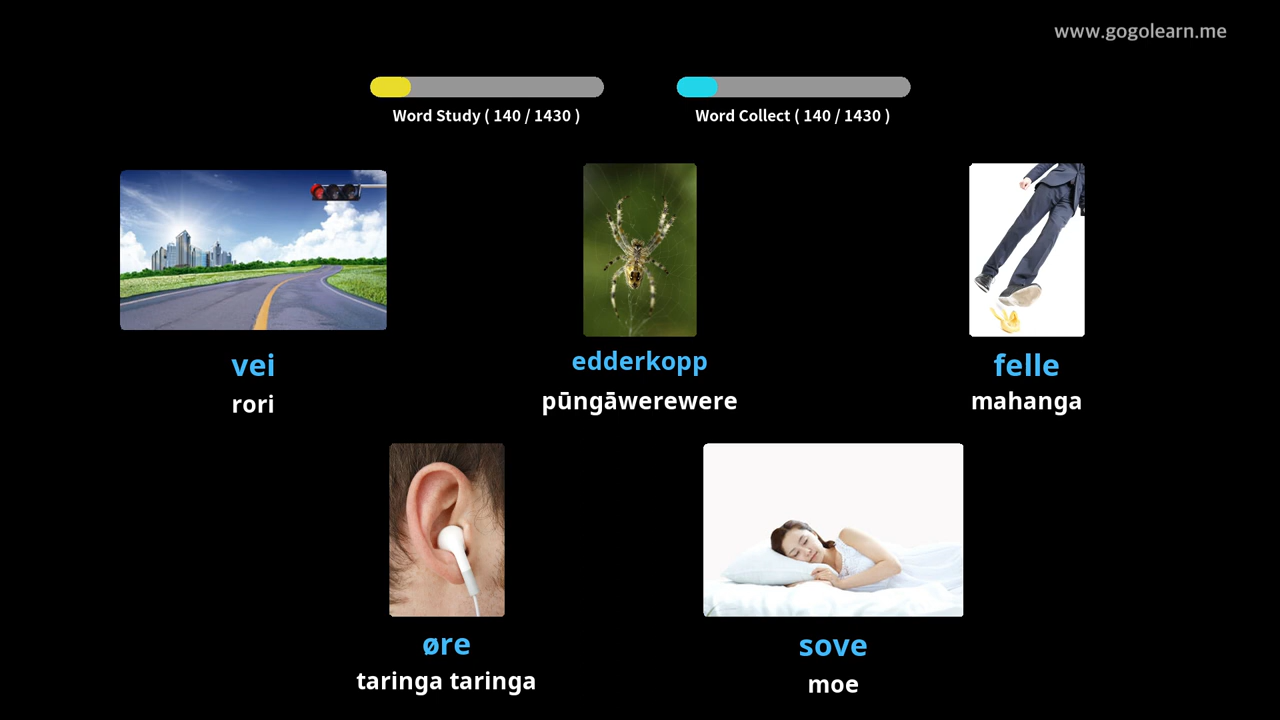 www.gogolearn.me
Word Study ( 140 / 1430 )
Word Collect ( 140 / 1430 )
vei
rori
edderkopp
pūngāwerewere
felle
mahanga
øre
taringa taringa
sove
moe